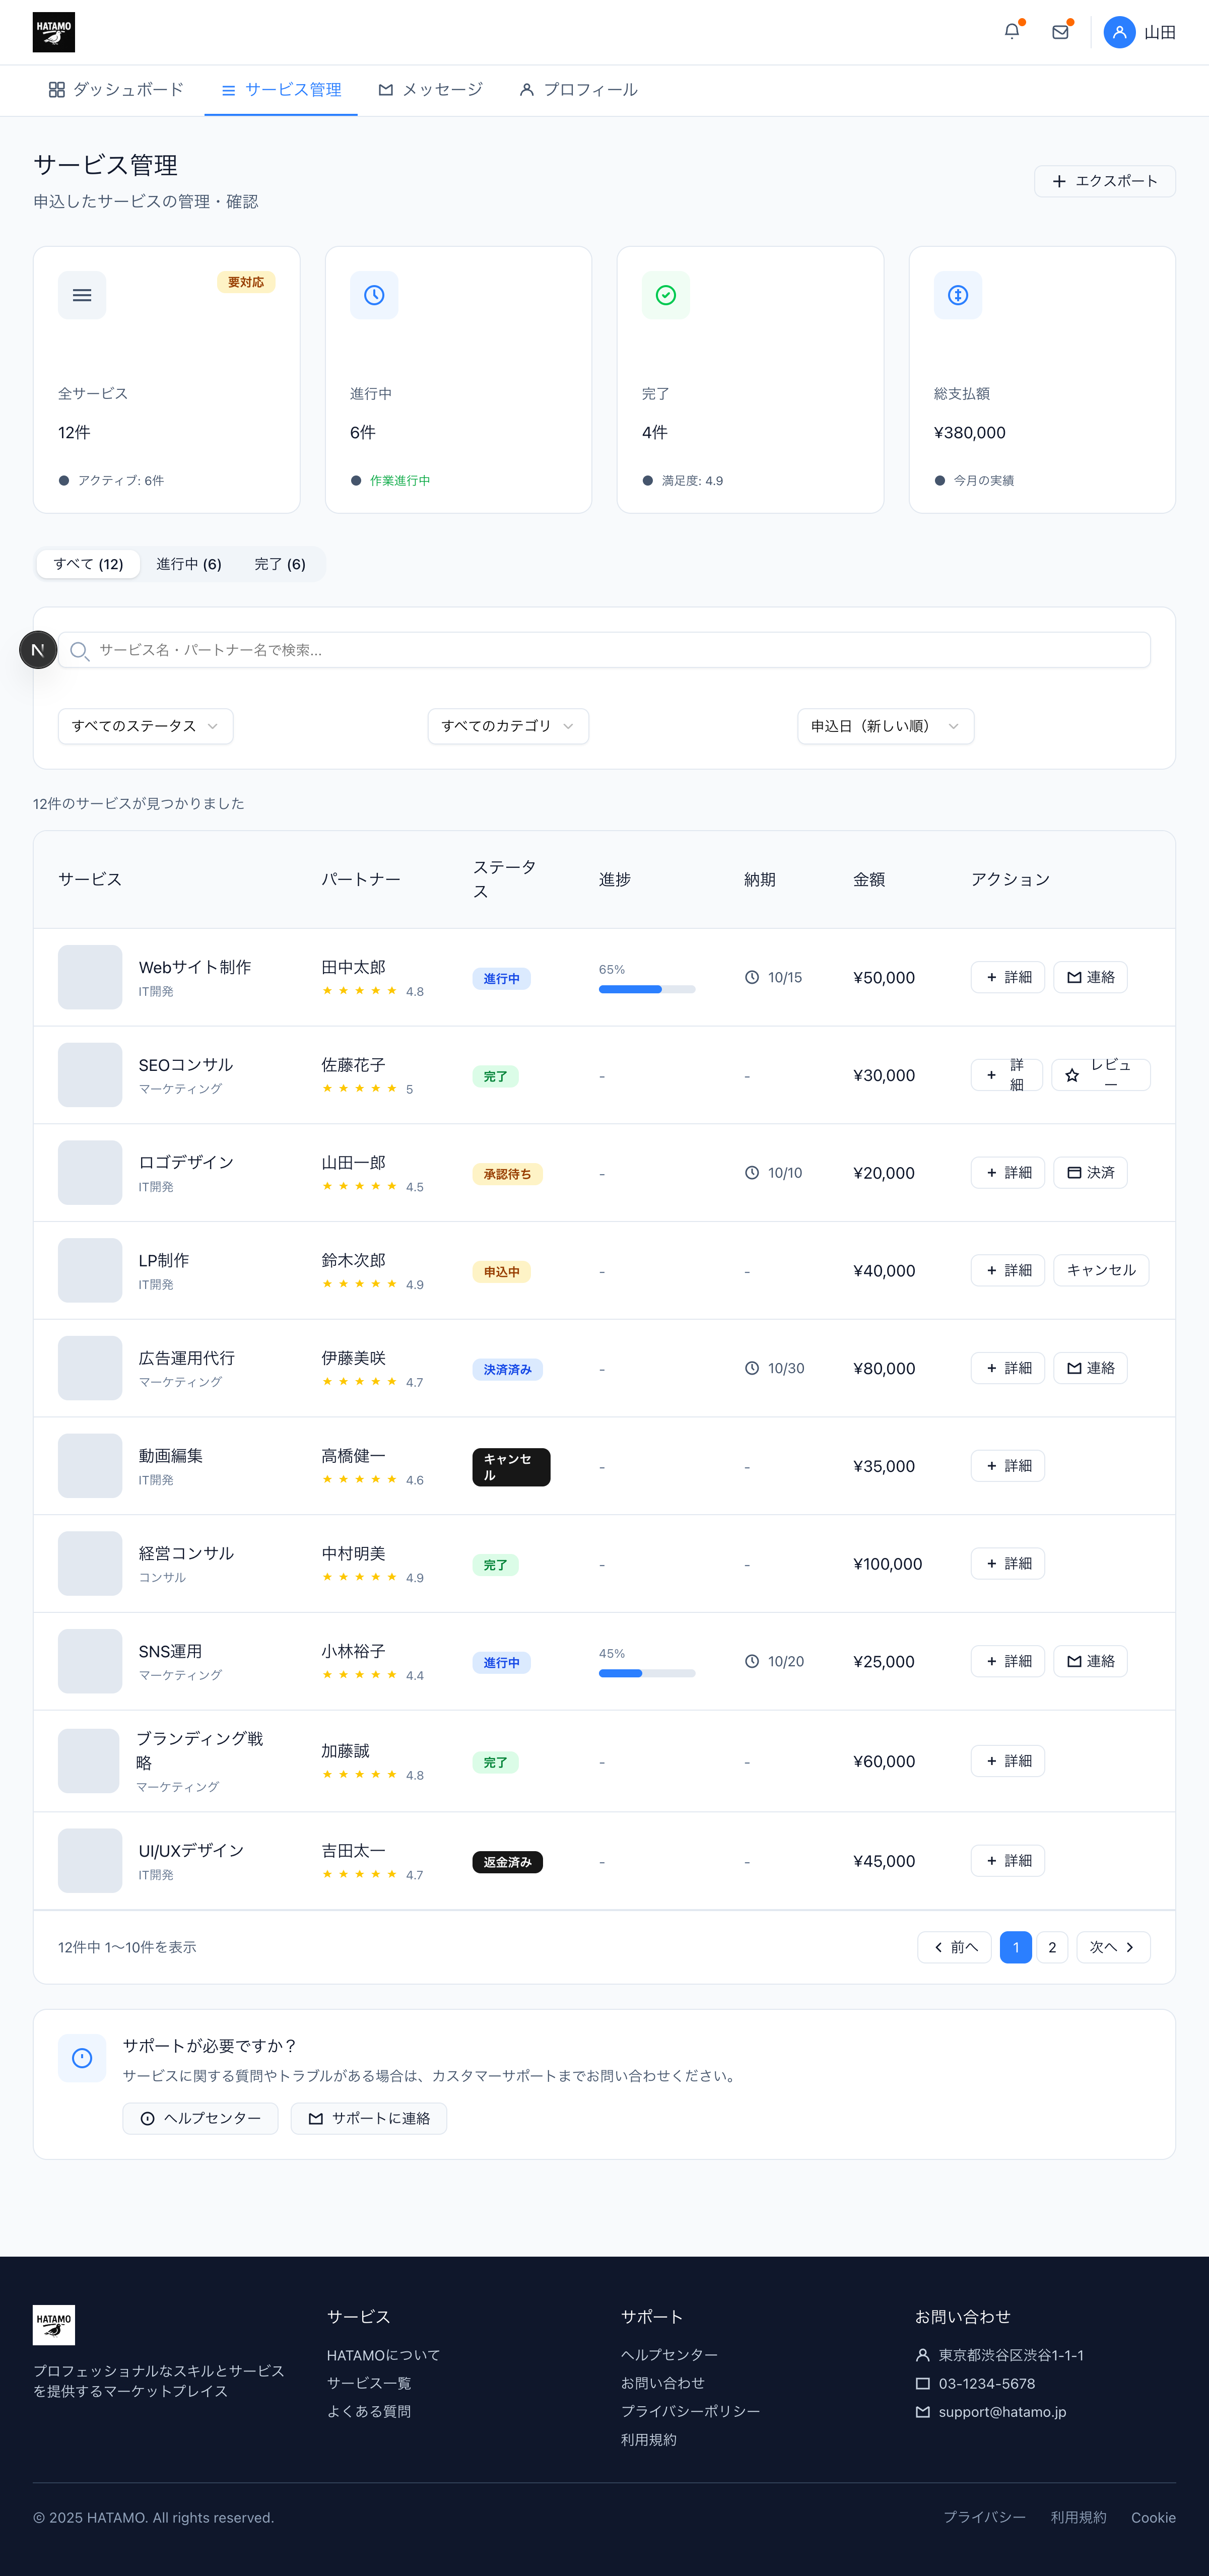 HATAMO
山田
ダッシュボード
サービス管理
メッセージ
プロフィール
サービス管理
申込したサービスの管理・確認
エクスポート
要対応
全サービス
12件
アクティブ: 6件
進行中
6件
作業進行中
完了
4件
満足度: 4.9
総支払額
¥380,000
今月の実績
すべて (12)
進行中 (6)
完了 (6)
N
サービス名・パートナー名で検索...
すべてのステータス
すべてのカテゴリ
申込日（新しい順）
12件のサービスが見つかりました
サービス
パートナー
ステータ
ス
進捗
納期
金額
アクション
Webサイト制作
IT開発
田中太郎
★ ★ ★ ★ ★ 4.8
進行中
65%
10/15
¥50,000
+ 詳細
連絡
SEOコンサル
マーケティング
佐藤花子
★ ★ ★ ★ ★ 5
完了
-
-
¥30,000
+ 詳
細
レビュ
ー
ロゴデザイン
IT開発
山田一郎
★ ★ ★ ★ ★ 4.5
承認待ち
-
10/10
¥20,000
+ 詳細
決済
LP制作
IT開発
鈴木次郎
★ ★ ★ ★ ★ 4.9
申込中
-
-
¥40,000
+ 詳細
キャンセル
広告運用代行
マーケティング
伊藤美咲
★ ★ ★ ★ ★ 4.7
決済済み
-
10/30
¥80,000
+ 詳細
連絡
動画編集
IT開発
高橋健一
★ ★ ★ ★ ★ 4.6
キャンセ
ル
-
-
¥35,000
+ 詳細
経営コンサル
コンサル
中村明美
★ ★ ★ ★ ★ 4.9
完了
-
-
¥100,000
+ 詳細
SNS運用
マーケティング
小林裕子
★ ★ ★ ★ ★ 4.4
進行中
45%
10/20
¥25,000
+ 詳細
連絡
ブランディング戦
略
マーケティング
加藤誠
★ ★ ★ ★ ★ 4.8
完了
-
-
¥60,000
+ 詳細
UI/UXデザイン
IT開発
吉田太一
★ ★ ★ ★ ★ 4.7
返金済み
-
-
¥45,000
+ 詳細
12件中 1〜10件を表示
前へ
1
2
次へ
サポートが必要ですか？
サービスに関する質問やトラブルがある場合は、カスタマーサポートまでお問い合わせください。
ヘルプセンター
サポートに連絡
HATAMO
プロフェッショナルなスキルとサービス
を提供するマーケットプレイス
サービス
HATAMOについて
サービス一覧
よくある質問
サポート
ヘルプセンター
お問い合わせ
プライバシーポリシー
利用規約
お問い合わせ
東京都渋谷区渋谷1-1-1
03-1234-5678
support@hatamo.jp
© 2025 HATAMO. All rights reserved.
プライバシー
利用規約
Cookie